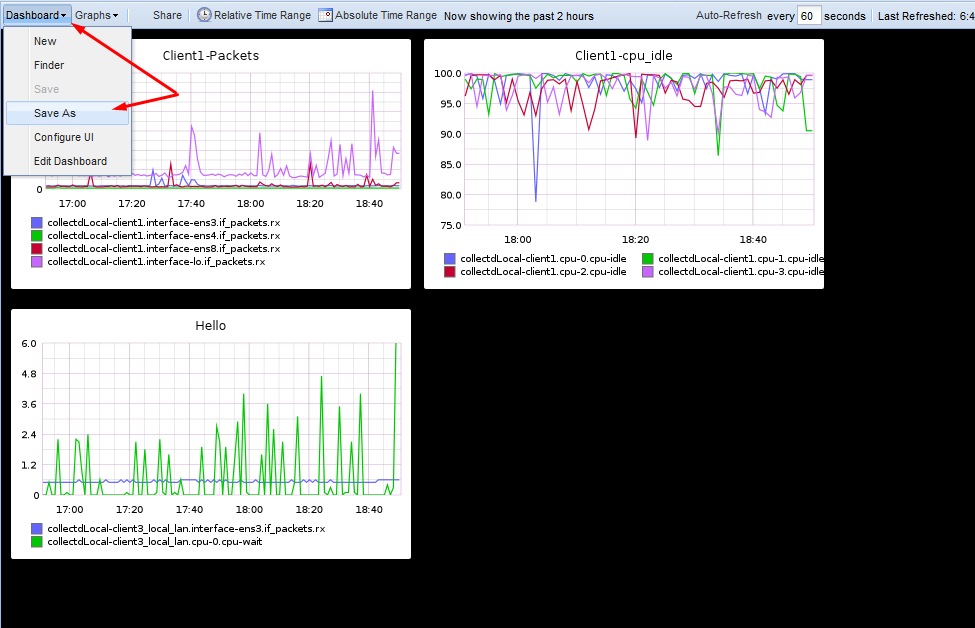 Dashboard Graphs Share Relative Time Range Absolute Time Range Now showing the past 2 hours Auto-Refresh every 60 seconds Last Refreshed: 6:4
New
Finder
Save
Save As
Configure UI
Edit Dashboard
Client1-Packets
0
17:00 17:20 17:40 18:00 18:20 18:40
collectdLocal-client1.interface-ens3.if_packets.rx
collectdLocal-client1.interface-ens4.if_packets.rx
collectdLocal-client1.interface-ens8.if_packets.rx
collectdLocal-client1.interface-lo.if_packets.rx
Client1-cpu_idle
100.0
95.0
90.0
85.0
80.0
75.0
18:00 18:20 18:40
collectdLocal-client1.cpu-0.cpu-idle collectdLocal-client1.cpu-1.cpu-idle
collectdLocal-client1.cpu-2.cpu-idle collectdLocal-client1.cpu-3.cpu-idle
Hello
6.0
4.8
3.6
2.4
1.2
0
17:00 17:20 17:40 18:00 18:20 18:40
collectdLocal-client3_local_lan.interface-ens3.if_packets.rx
collectdLocal-client3_local_lan.cpu-0.cpu-wait